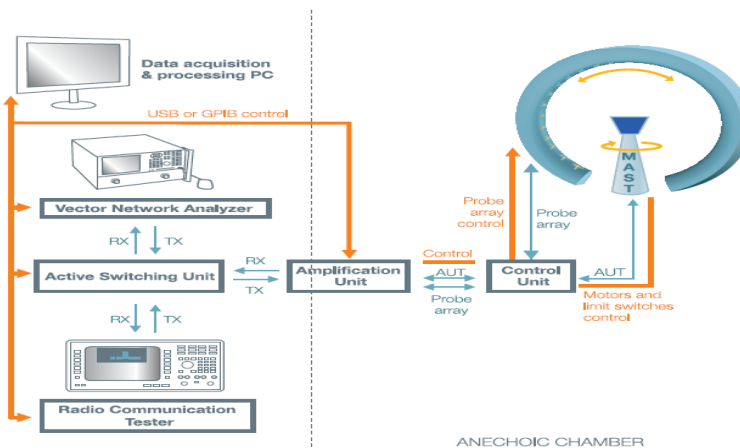 Data acquisition
& processing PC
USB or GPIB control
Vector Network Analyzer
RX
TX
Active Switching Unit
RX
TX
Amplification
Unit
RX
TX
Radio Communication
Tester
Control
AUT
Probe
array
Control
Unit
Probe
array
control
Probe
array
MAST
AUT
Motors and
limit switches
control
ANECHOIC CHAMBER